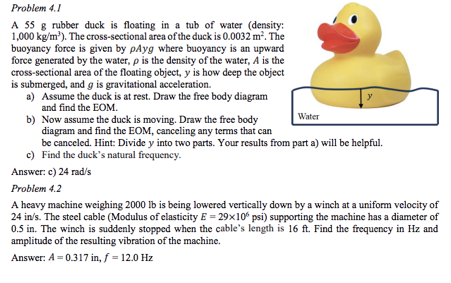 Problem 4.1
A 55 g rubber duck is floating in a tub of water (density:
1,000 kg/m³). The cross-sectional area of the duck is 0.0032 m². The
buoyancy force is given by ρAyg where buoyancy is an upward
force generated by the water, ρ is the density of the water, A is the
cross-sectional area of the floating object, y is how deep the object
is submerged, and g is gravitational acceleration.
a) Assume the duck is at rest. Draw the free body diagram
and find the EOM.
b) Now assume the duck is moving. Draw the free body
diagram and find the EOM, canceling any terms that can
be canceled. Hint: Divide y into two parts. Your results from part a) will be helpful.
c) Find the duck's natural frequency.
y
Water
Answer: c) 24 rad/s
Problem 4.2
A heavy machine weighing 2000 lb is being lowered vertically down by a winch at a uniform velocity of
24 in/s. The steel cable (Modulus of elasticity E = 29×10⁶ psi) supporting the machine has a diameter of
0.5 in. The winch is suddenly stopped when the cable's length is 16 ft. Find the frequency in Hz and
amplitude of the resulting vibration of the machine.
Answer: A = 0.317 in, f = 12.0 Hz